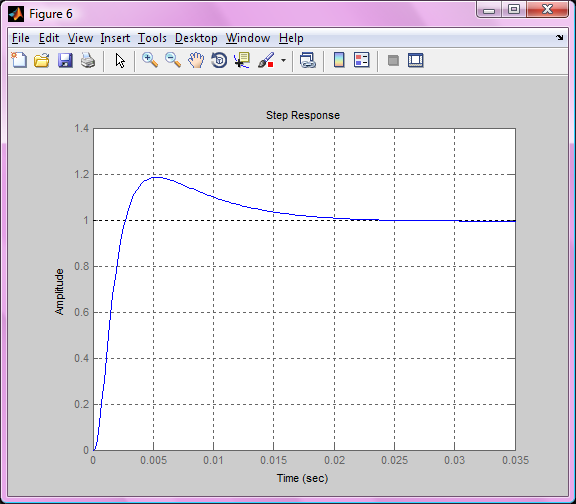 Figure 6
File Edit View Insert Tools Desktop Window Help
Step Response
1.4
1.2
1
0.8
0.6
0.4
0.2
0
Amplitude
0 0.005 0.01 0.015 0.02 0.025 0.03 0.035
Time (sec)